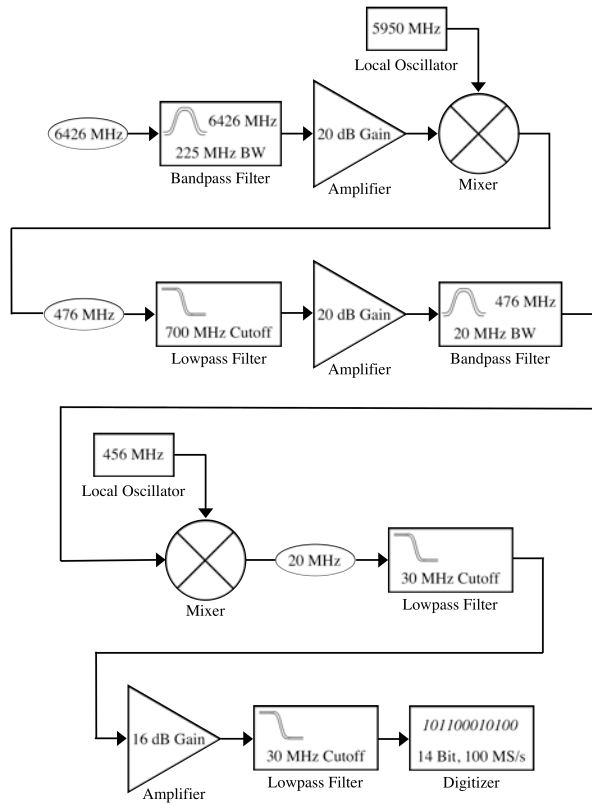 5950 MHz
Local Oscillator
6426 MHz
6426 MHz
225 MHz BW
Bandpass Filter
20 dB Gain
Amplifier
Mixer
476 MHz
700 MHz Cutoff
Lowpass Filter
20 dB Gain
Amplifier
476 MHz
20 MHz BW
Bandpass Filter
456 MHz
Local Oscillator
Mixer
20 MHz
30 MHz Cutoff
Lowpass Filter
16 dB Gain
Amplifier
30 MHz Cutoff
Lowpass Filter
101100010100
14 Bit, 100 MS/s
Digitizer